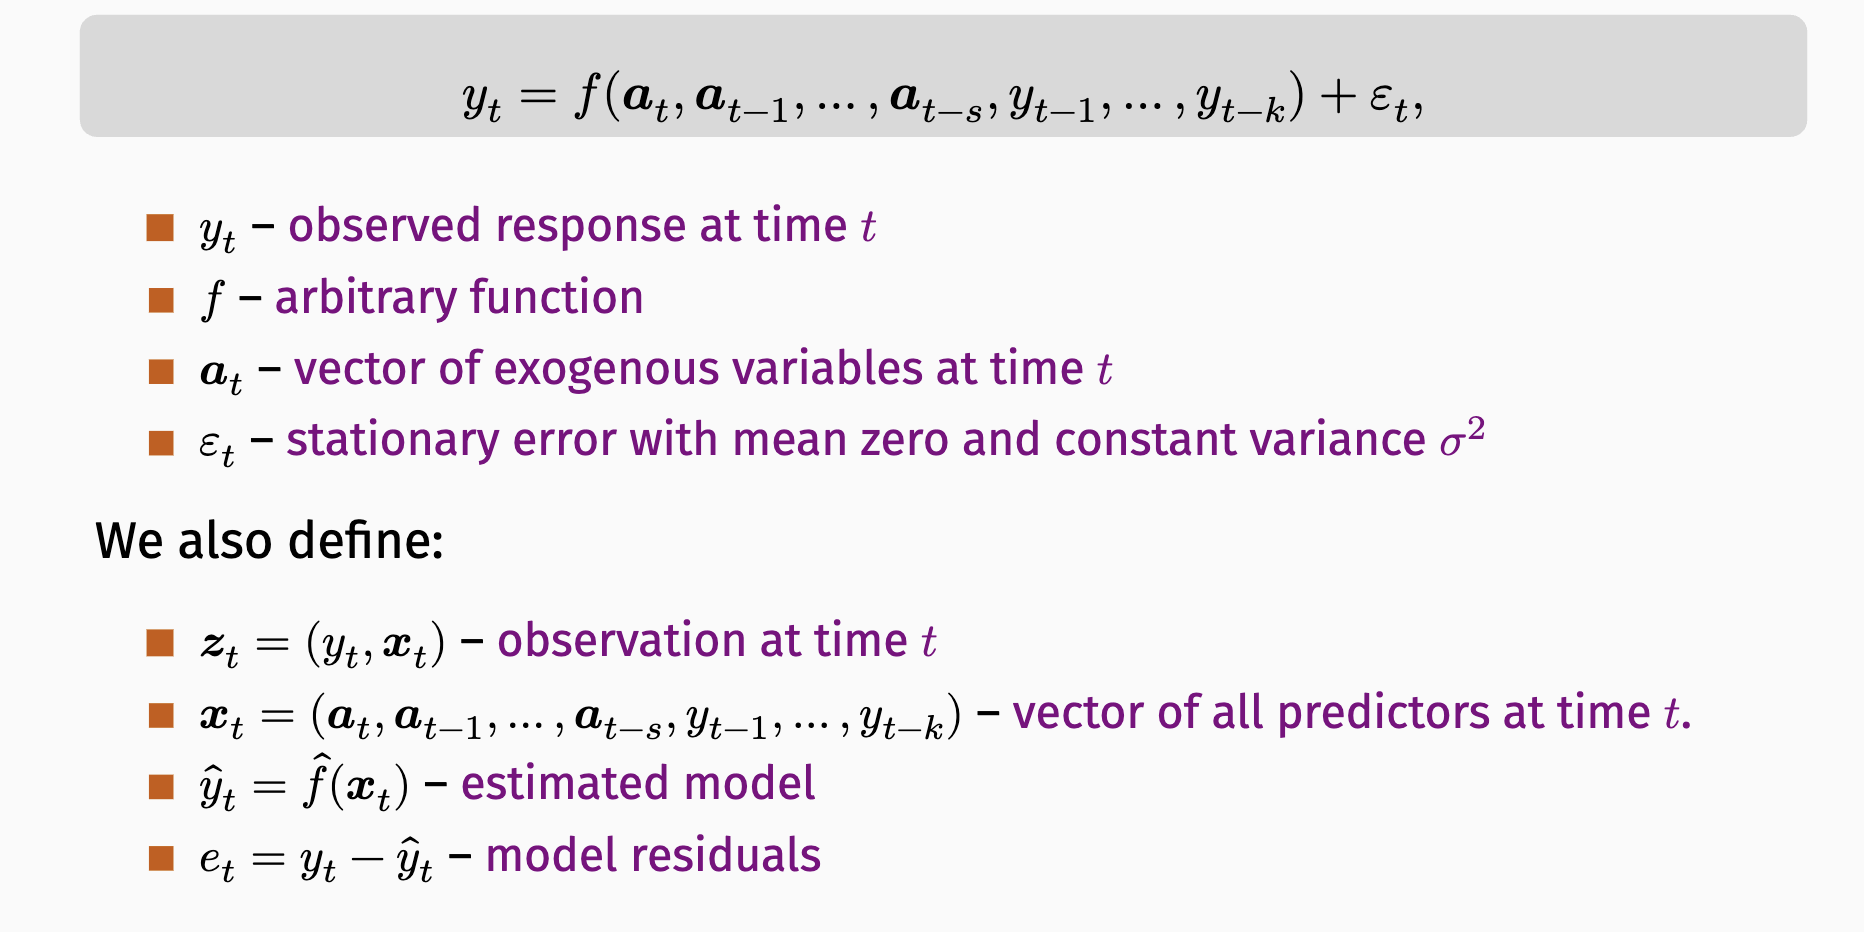 $y_t = f(\boldsymbol{a}_t, \boldsymbol{a}_{t-1}, \ldots, \boldsymbol{a}_{t-s}, y_{t-1}, \ldots, y_{t-k}) + \varepsilon_t,$
■ $y_t$ – observed response at time $t$
■ $f$ – arbitrary function
■ $\boldsymbol{a}_t$ – vector of exogenous variables at time $t$
■ $\varepsilon_t$ – stationary error with mean zero and constant variance $\sigma^2$
We also define:
■ $\boldsymbol{z}_t = (y_t, \boldsymbol{x}_t)$ – observation at time $t$
■ $\boldsymbol{x}_t = (\boldsymbol{a}_t, \boldsymbol{a}_{t-1}, \ldots, \boldsymbol{a}_{t-s}, y_{t-1}, \ldots, y_{t-k})$ – vector of all predictors at time $t$.
■ $\hat{y}_t = \hat{f}(\boldsymbol{x}_t)$ – estimated model
■ $e_t = y_t - \hat{y}_t$ – model residuals